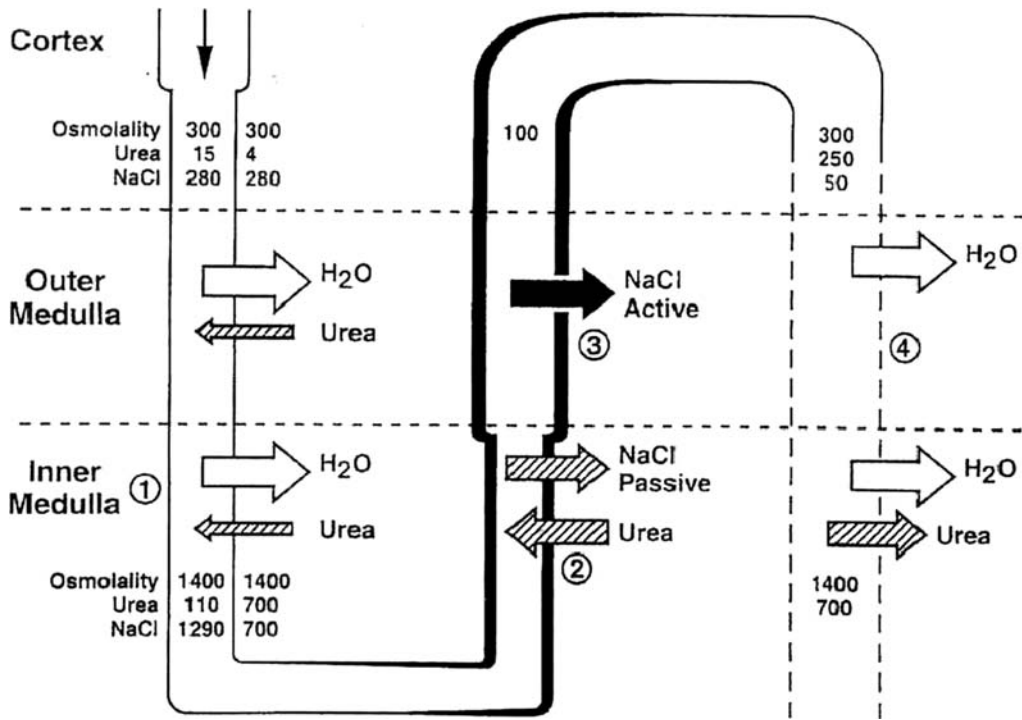 Cortex
Osmolality 300 300
Urea 15 4
NaCl 280 280
100
300
250
50
Outer
Medulla
H2O
Urea
NaCl
Active
③
H2O
④
Inner
Medulla ①
H2O
Urea
NaCl
Passive
Urea
②
H2O
Urea
Osmolality 1400 1400
Urea 110 700
NaCl 1290 700
1400
700